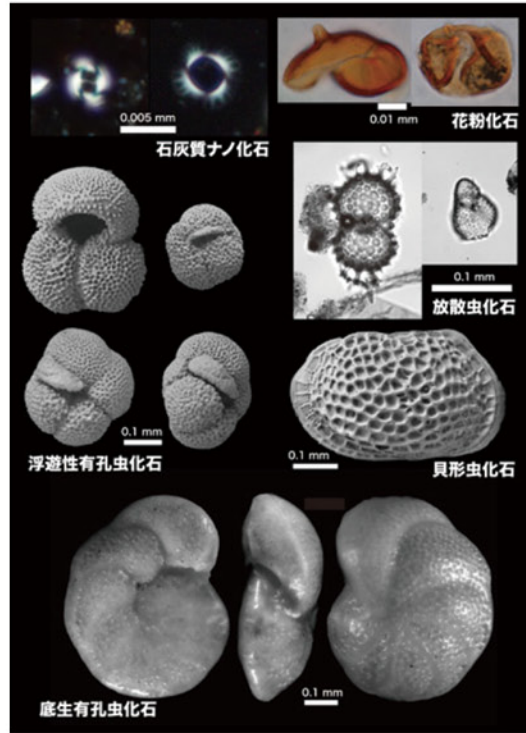 0.005 mm
石灰質ナノ化石
0.01 mm
花粉化石
0.1 mm
放散虫化石
0.1 mm
浮遊性有孔虫化石
0.1 mm
貝形虫化石
0.1 mm
底生有孔虫化石